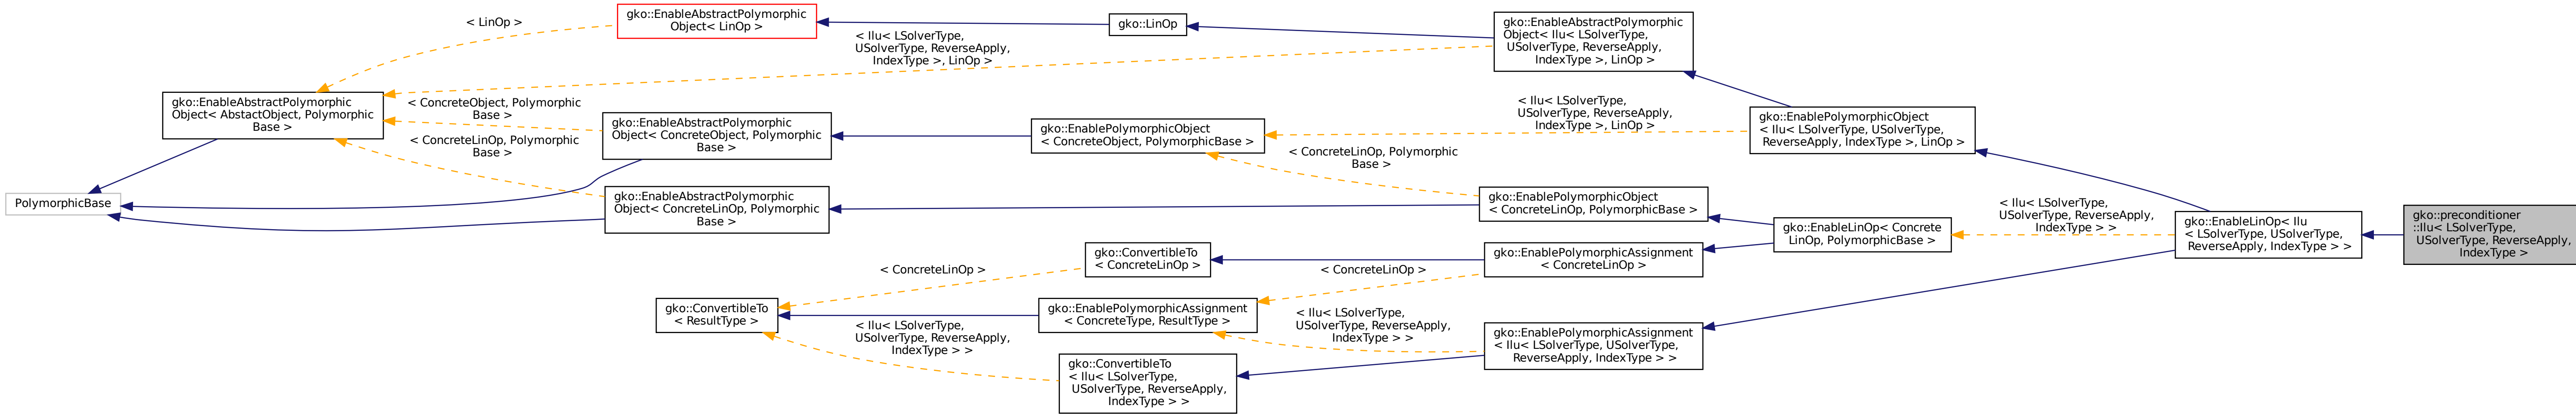 PolymorphicBase
gko::EnableAbstractPolymorphic
Object< AbstactObject, Polymorphic
Base >
< LinOp >
< ConcreteObject, Polymorphic
Base >
< ConcreteLinOp, Polymorphic
Base >
gko::EnableAbstractPolymorphic
Object< LinOp >
gko::EnableAbstractPolymorphic
Object< ConcreteObject, Polymorphic
Base >
gko::EnableAbstractPolymorphic
Object< ConcreteLinOp, Polymorphic
Base >
gko::ConvertibleTo
< ResultType >
< Ilu< LSolverType,
USolverType, ReverseApply,
IndexType >, LinOp >
< ConcreteLinOp >
< Ilu< LSolverType,
USolverType, ReverseApply,
IndexType > >
gko::LinOp
gko::EnablePolymorphicObject
< ConcreteObject, PolymorphicBase >
gko::ConvertibleTo
< ConcreteLinOp >
gko::EnablePolymorphicAssignment
< ConcreteType, ResultType >
gko::ConvertibleTo
< Ilu< LSolverType,
USolverType, ReverseApply,
IndexType > >
< ConcreteLinOp, Polymorphic
Base >
< ConcreteLinOp >
< Ilu< LSolverType,
USolverType, ReverseApply,
IndexType > >
gko::EnableAbstractPolymorphic
Object< Ilu< LSolverType,
USolverType, ReverseApply,
IndexType >, LinOp >
< Ilu< LSolverType,
USolverType, ReverseApply,
IndexType >, LinOp >
gko::EnablePolymorphicObject
< ConcreteLinOp, PolymorphicBase >
gko::EnablePolymorphicAssignment
< ConcreteLinOp >
gko::EnablePolymorphicAssignment
< Ilu< LSolverType, USolverType,
ReverseApply, IndexType > >
gko::EnablePolymorphicObject
< Ilu< LSolverType, USolverType,
ReverseApply, IndexType >, LinOp >
gko::EnableLinOp< Concrete
LinOp, PolymorphicBase >
< Ilu< LSolverType,
USolverType, ReverseApply,
IndexType > >
gko::EnableLinOp< Ilu
< LSolverType, USolverType,
ReverseApply, IndexType > >
gko::preconditioner
::Ilu< LSolverType,
USolverType, ReverseApply,
IndexType >